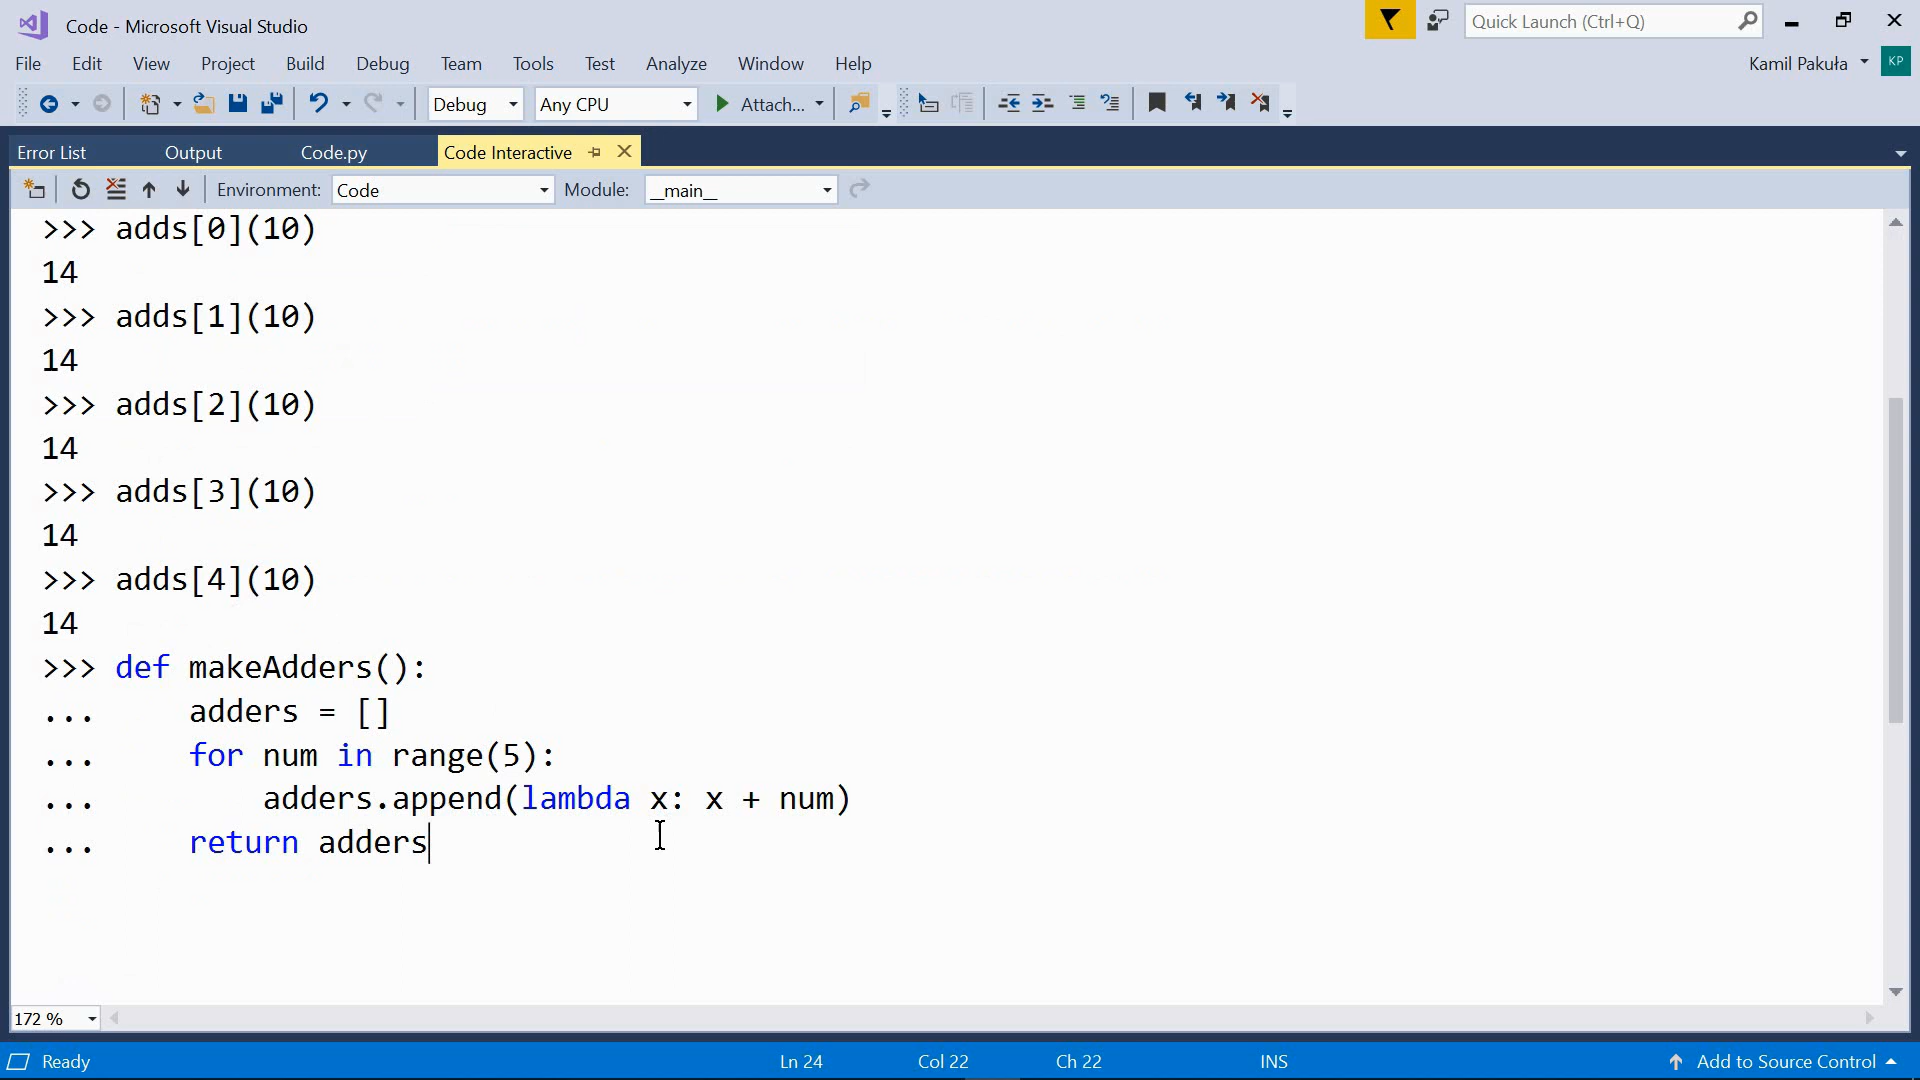 Code - Microsoft Visual Studio
Quick Launch (Ctrl+Q)
File Edit View Project Build Debug Team Tools Test Analyze Window Help
Kamil Pakuła KP
Debug Any CPU Attach...
Error List Output Code.py Code Interactive
Environment: Code Module: __main__
>>> adds[0](10)
14
>>> adds[1](10)
14
>>> adds[2](10)
14
>>> adds[3](10)
14
>>> adds[4](10)
14
>>> def makeAdders():
... adders = []
... for num in range(5):
... adders.append(lambda x: x + num)
... return adders
172 %
Ready Ln 24 Col 22 Ch 22 INS Add to Source Control